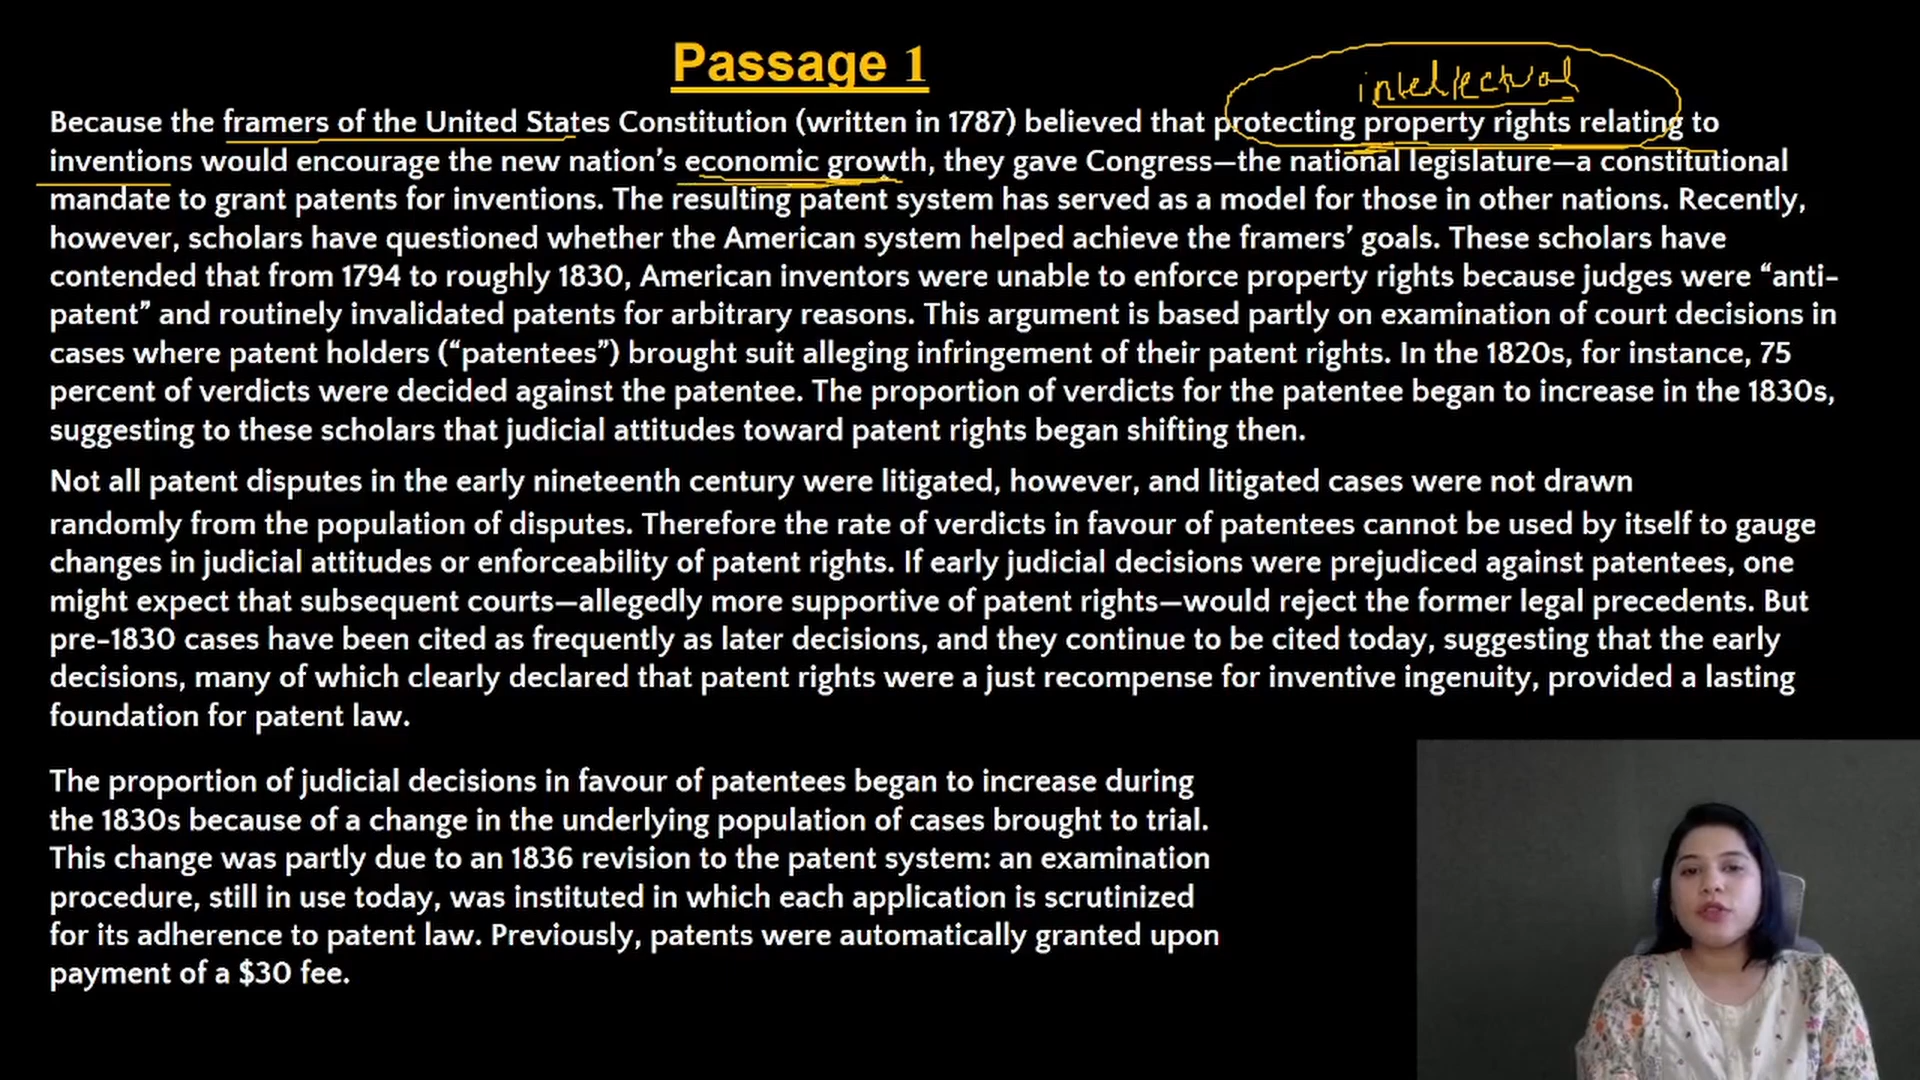 Passage 1
intellectual
Because the framers of the United States Constitution (written in 1787) believed that protecting property rights relating to
inventions would encourage the new nation's economic growth, they gave Congress—the national legislature—a constitutional
mandate to grant patents for inventions. The resulting patent system has served as a model for those in other nations. Recently,
however, scholars have questioned whether the American system helped achieve the framers' goals. These scholars have
contended that from 1794 to roughly 1830, American inventors were unable to enforce property rights because judges were “anti-
patent” and routinely invalidated patents for arbitrary reasons. This argument is based partly on examination of court decisions in
cases where patent holders (“patentees”) brought suit alleging infringement of their patent rights. In the 1820s, for instance, 75
percent of verdicts were decided against the patentee. The proportion of verdicts for the patentee began to increase in the 1830s,
suggesting to these scholars that judicial attitudes toward patent rights began shifting then.
Not all patent disputes in the early nineteenth century were litigated, however, and litigated cases were not drawn
randomly from the population of disputes. Therefore the rate of verdicts in favour of patentees cannot be used by itself to gauge
changes in judicial attitudes or enforceability of patent rights. If early judicial decisions were prejudiced against patentees, one
might expect that subsequent courts—allegedly more supportive of patent rights—would reject the former legal precedents. But
pre-1830 cases have been cited as frequently as later decisions, and they continue to be cited today, suggesting that the early
decisions, many of which clearly declared that patent rights were a just recompense for inventive ingenuity, provided a lasting
foundation for patent law.
The proportion of judicial decisions in favour of patentees began to increase during
the 1830s because of a change in the underlying population of cases brought to trial.
This change was partly due to an 1836 revision to the patent system: an examination
procedure, still in use today, was instituted in which each application is scrutinized
for its adherence to patent law. Previously, patents were automatically granted upon
payment of a $30 fee.